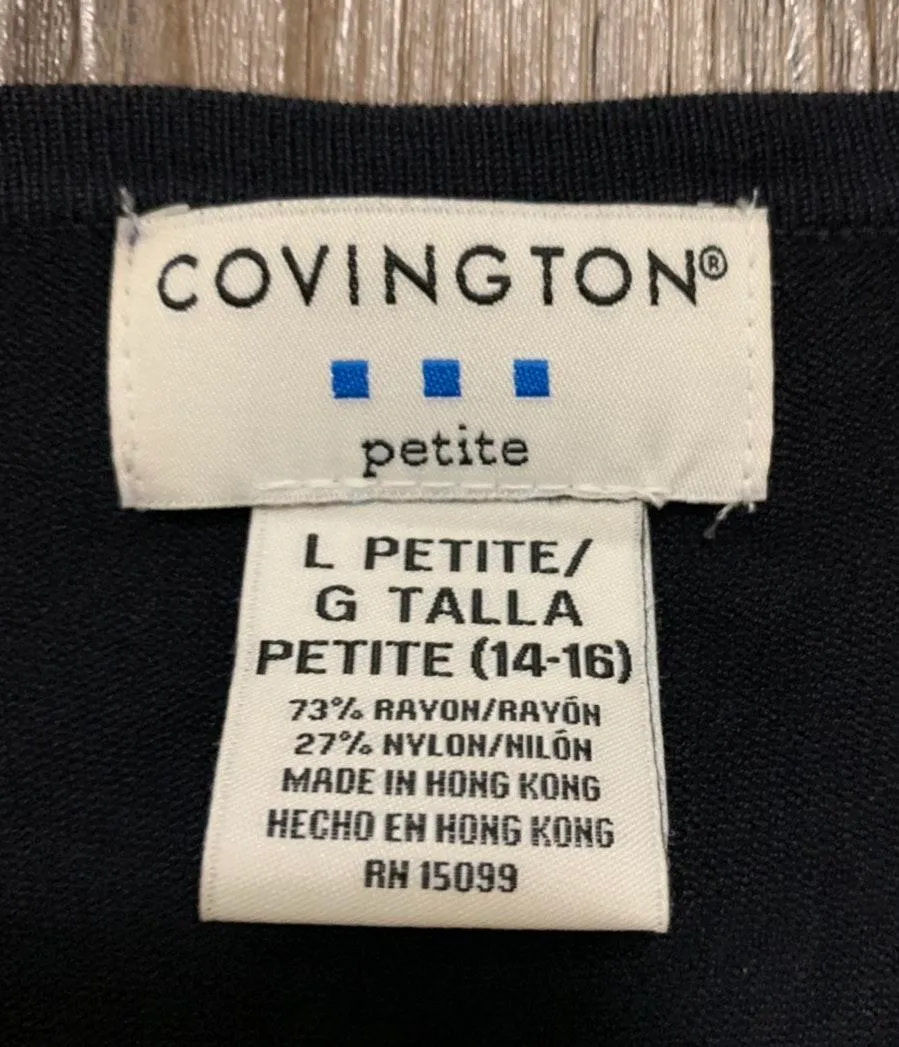 COVINGTON®
petite
L PETITE/
G TALLA
PETITE (14-16)
73% RAYON/RAYÓN
27% NYLON/NILÓN
MADE IN HONG KONG
HECHO EN HONG KONG
RN 15099